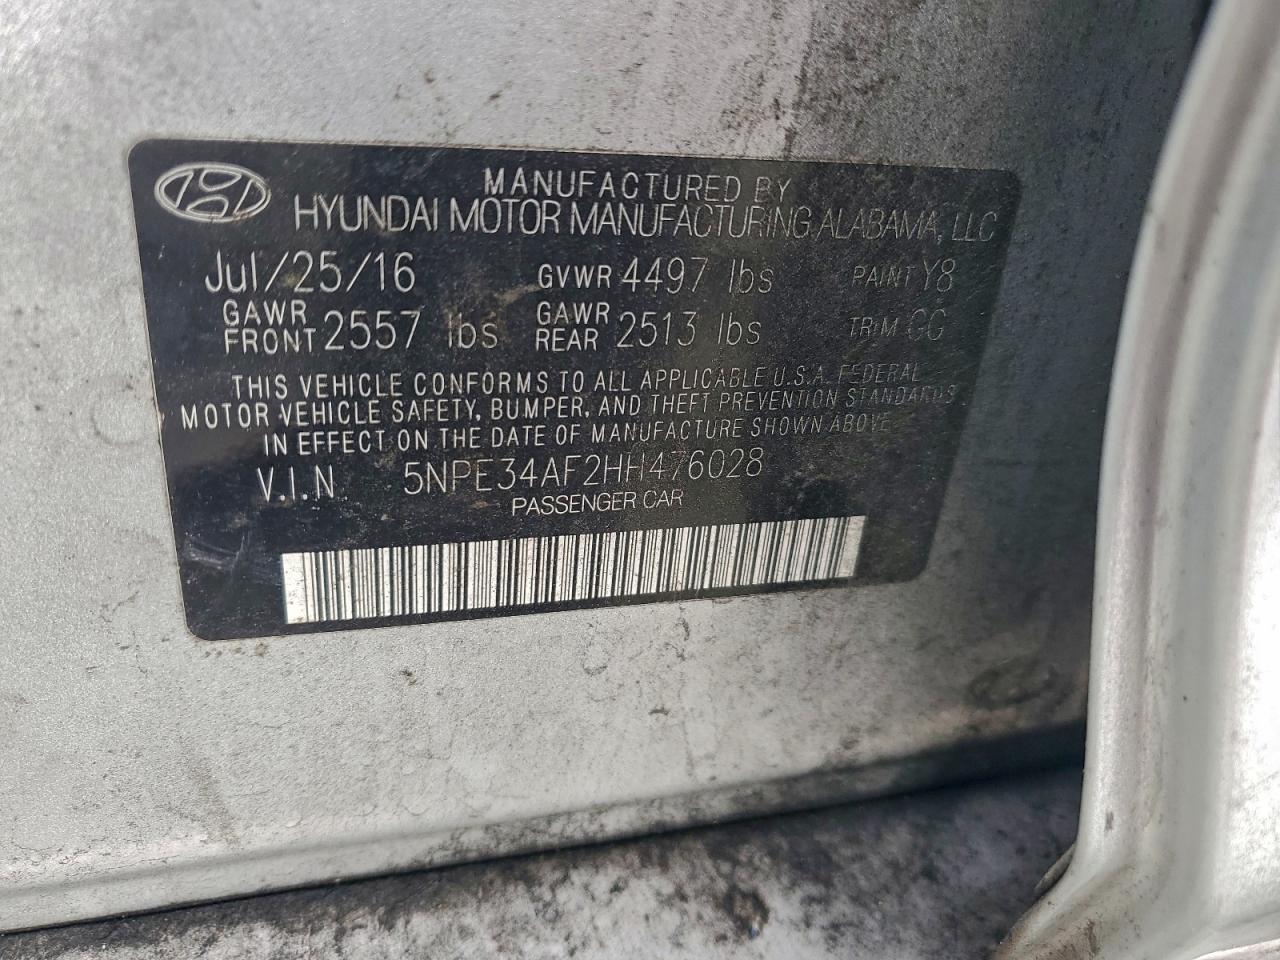 MANUFACTURED BY
HYUNDAI MOTOR MANUFACTURING ALABAMA, LLC
Jul/25/16 GVWR 4497 lbs PAINT Y8
GAWR FRONT 2557 lbs GAWR REAR 2513 lbs TRIM GG
THIS VEHICLE CONFORMS TO ALL APPLICABLE U.S.A. FEDERAL
MOTOR VEHICLE SAFETY, BUMPER, AND THEFT PREVENTION STANDARDS
IN EFFECT ON THE DATE OF MANUFACTURE SHOWN ABOVE
V.I.N 5NPE34AF2HH476028
PASSENGER CAR